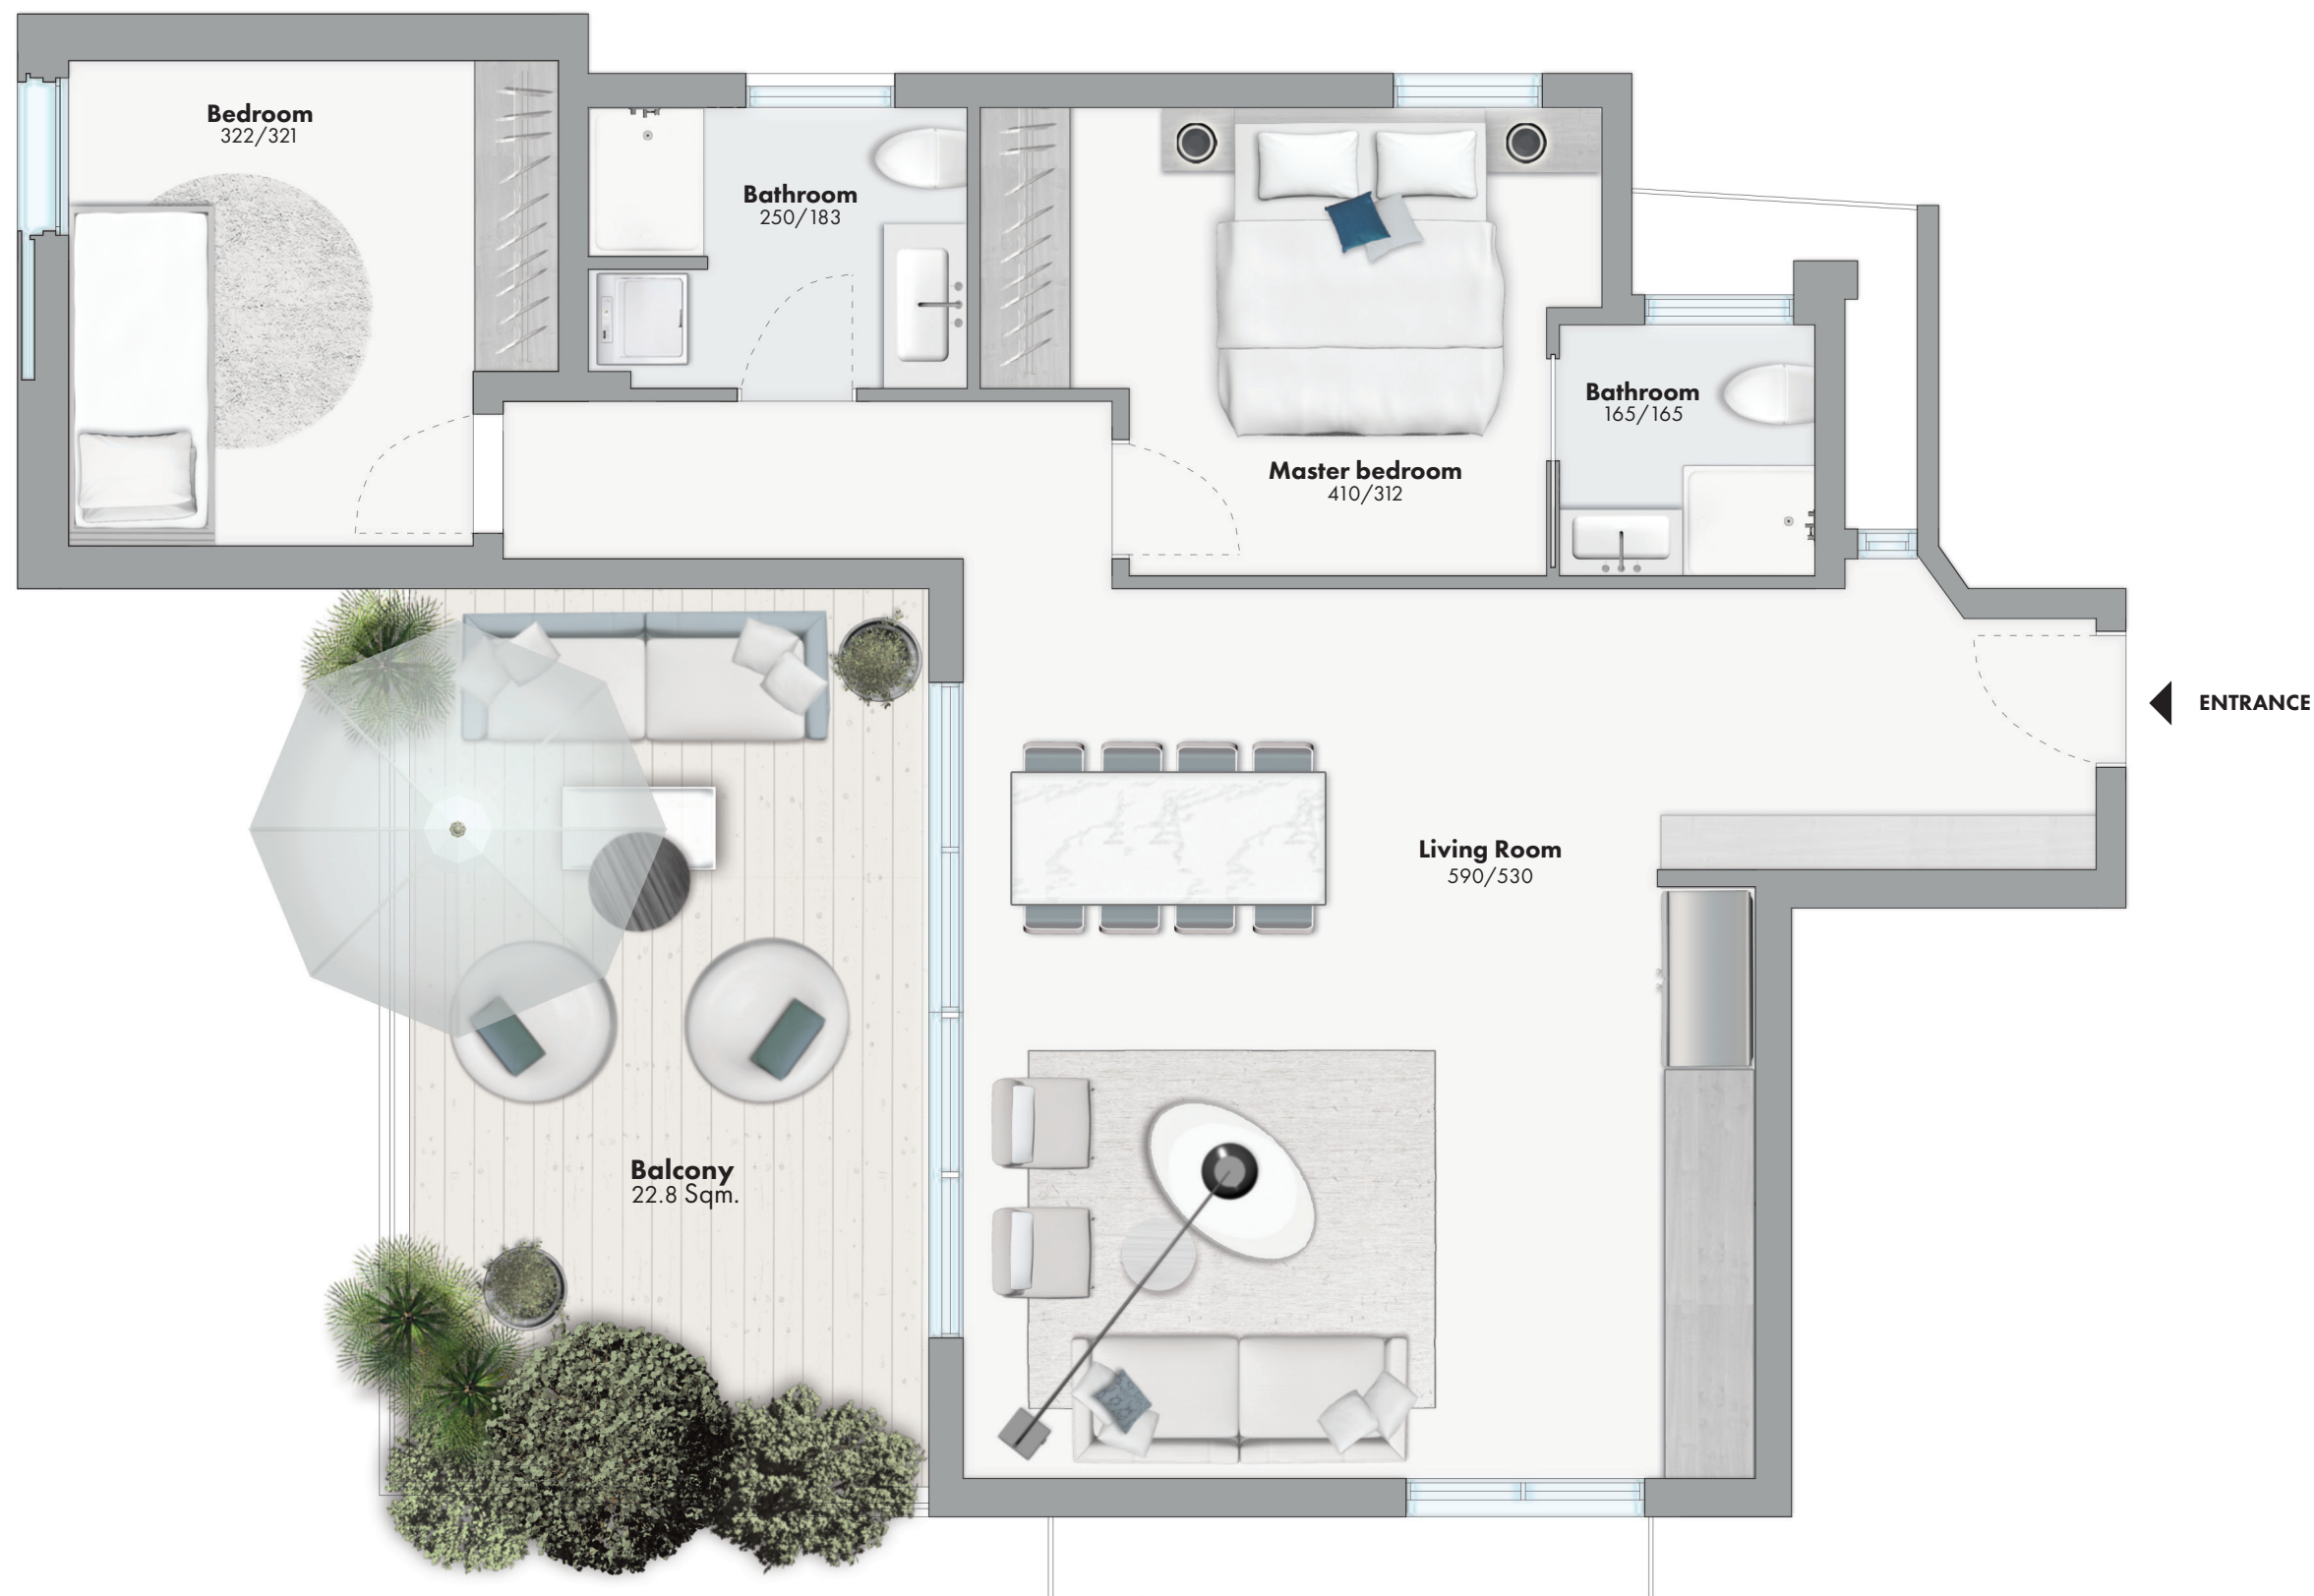 Bedroom
322/321
Bathroom
250/183
Master bedroom
410/312
Bathroom
165/165
ENTRANCE
Living Room
590/530
Balcony
22.8 Sqm.